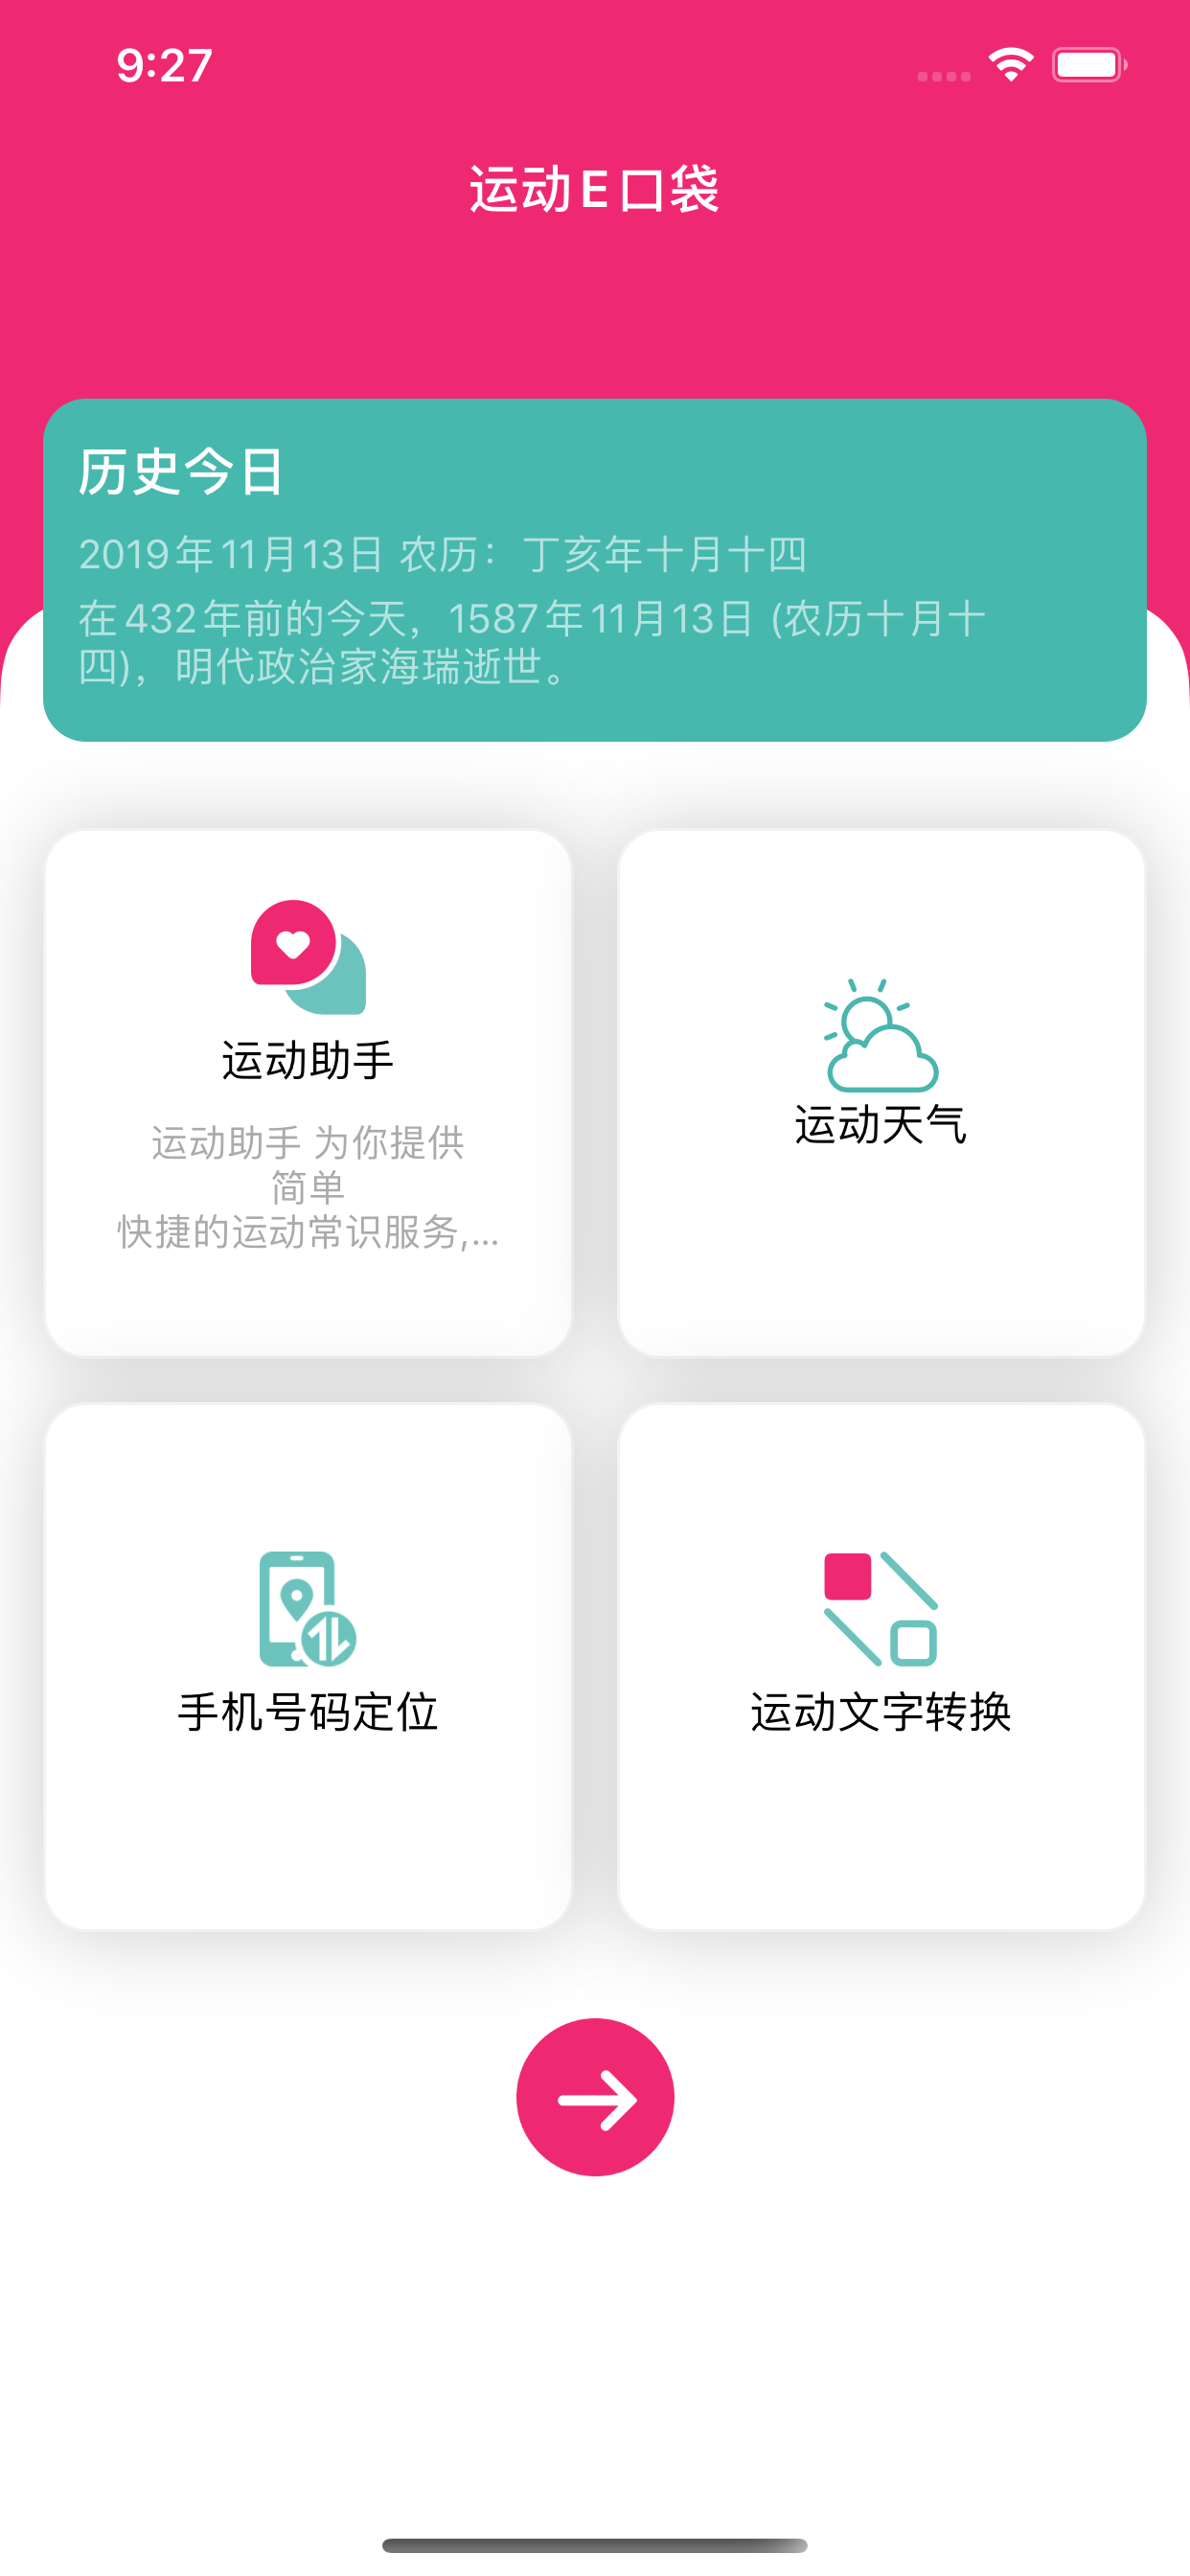 9:27
运动E口袋
历史今日
2019年11月13日 农历：丁亥年十月十四
在432年前的今天，1587年11月13日 (农历十月十
四)，明代政治家海瑞逝世。
运动助手
运动助手 为你提供
简单
快捷的运动常识服务,...
运动天气
手机号码定位
运动文字转换